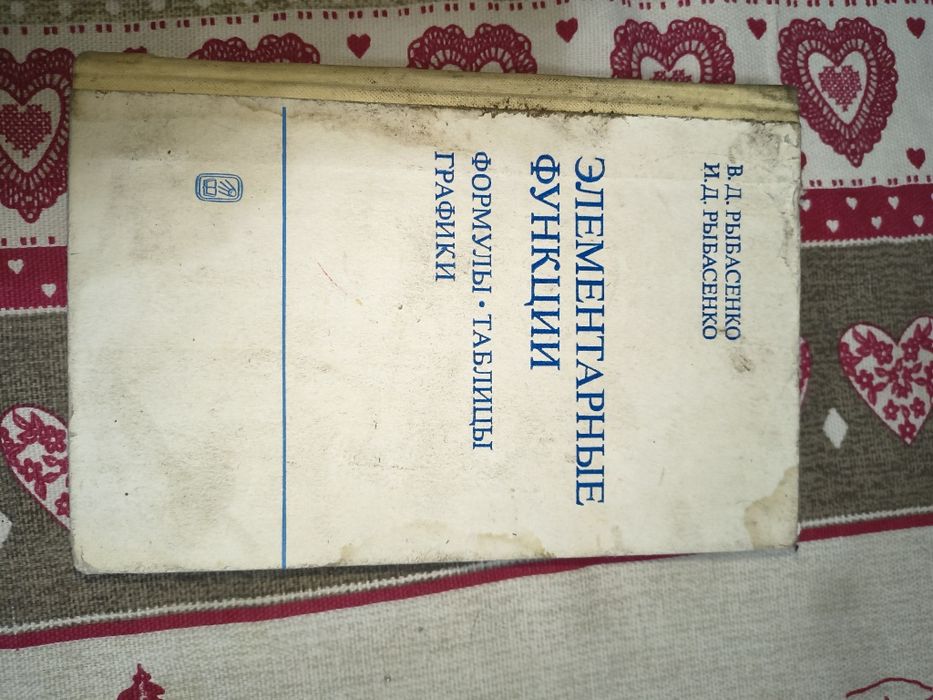 В. Д. РЫБАСЕНКО
И. Д. РЫБАСЕНКО
ЭЛЕМЕНТАРНЫЕ
ФУНКЦИИ
ФОРМУЛЫ • ТАБЛИЦЫ
ГРАФИКИ